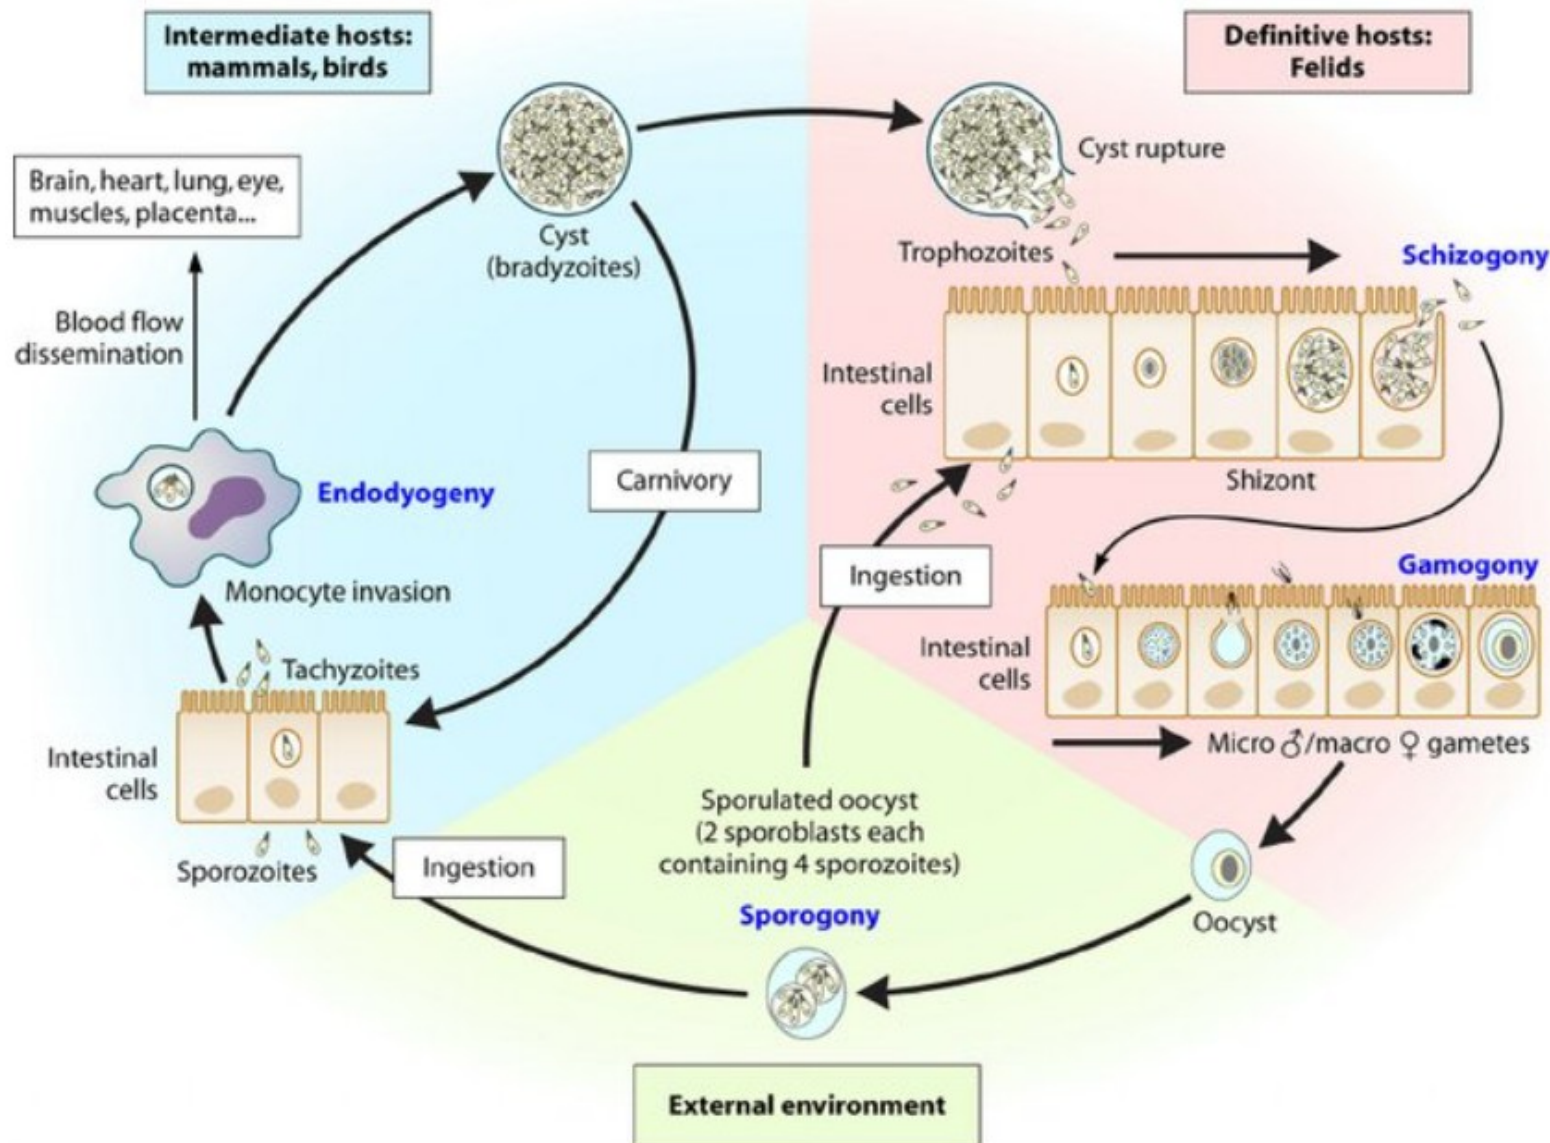 Intermediate hosts:
mammals, birds
Definitive hosts:
Felids
Brain, heart, lung, eye,
muscles, placenta...
Cyst
(bradyzoites)
Cyst rupture
Trophozoites
Schizogony
Blood flow
dissemination
Intestinal
cells
Carnivory
Shizont
Endodyogeny
Monocyte invasion
Ingestion
Gamogony
Tachyzoites
Intestinal
cells
Intestinal
cells
Micro ♂/macro ♀ gametes
Sporulated oocyst
(2 sporoblasts each
containing 4 sporozoites)
Sporozoites
Ingestion
Sporogony
Oocyst
External environment